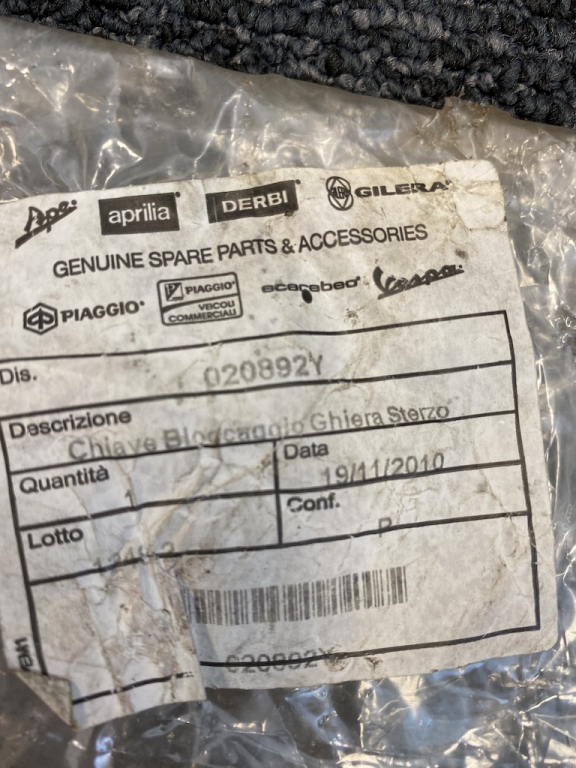 Ape
aprilia
DERBI
GILERA
GENUINE SPARE PARTS & ACCESSORIES
PIAGGIO
PIAGGIO VEICOLI COMMERCIALI
scarabeo
Vespa
Dis.
020892Y
Descrizione
Chiave Bloccaggio Ghiera Sterzo
Quantità
Data
19/11/2010
Lotto
Conf.
P
020892Y